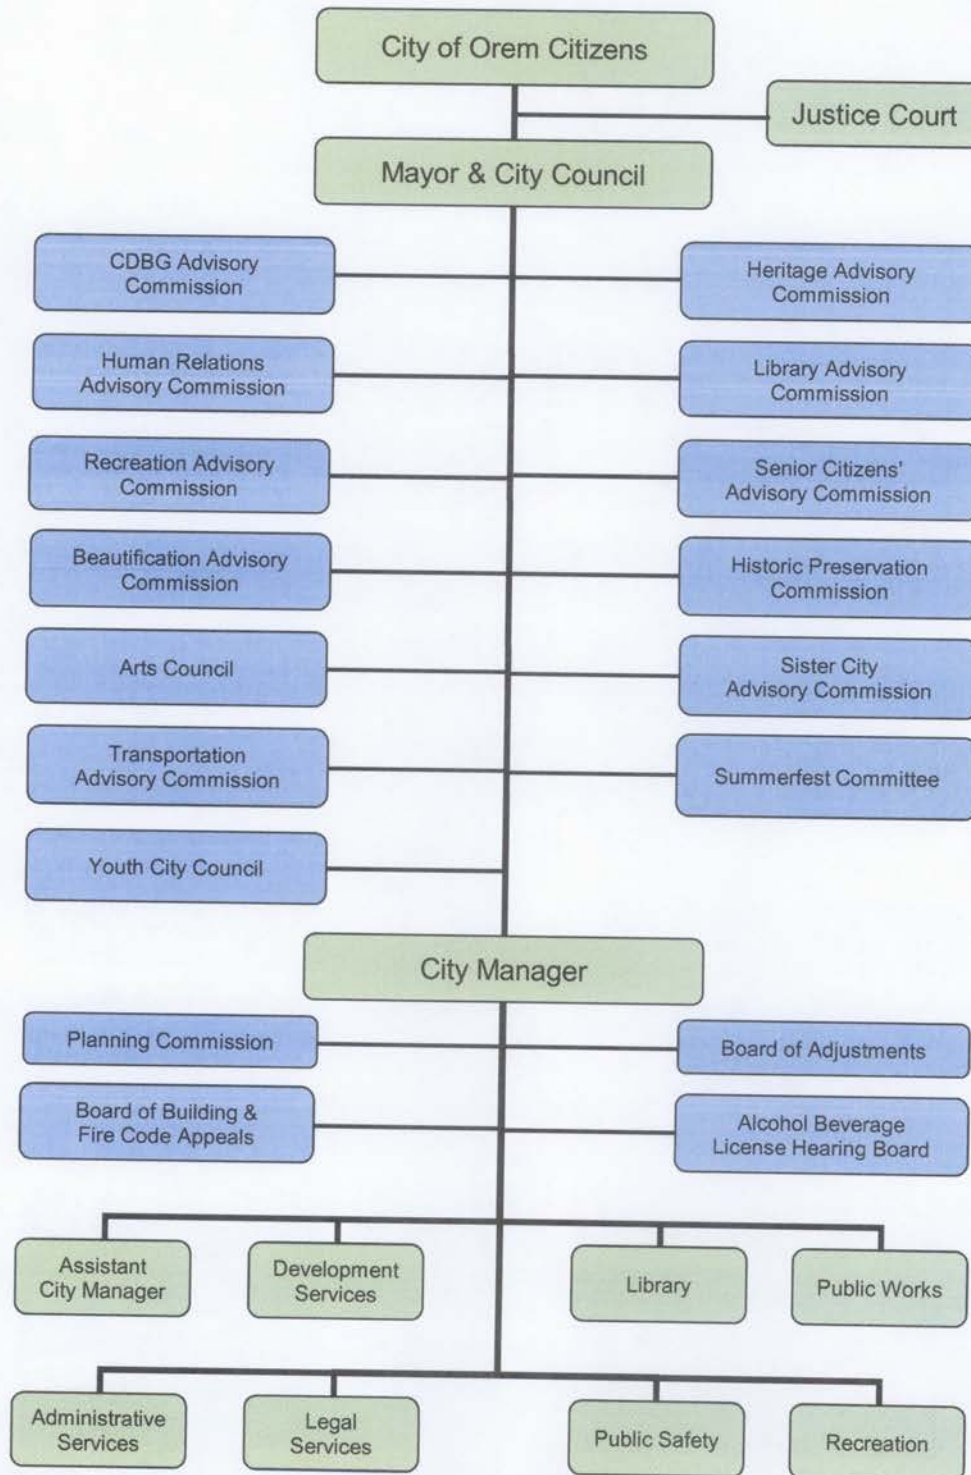 City of Orem Citizens
Justice Court
Mayor & City Council
CDBG Advisory
Commission
Heritage Advisory
Commission
Human Relations
Advisory Commission
Library Advisory
Commission
Recreation Advisory
Commission
Senior Citizens'
Advisory Commission
Beautification Advisory
Commission
Historic Preservation
Commission
Arts Council
Sister City
Advisory Commission
Transportation
Advisory Commission
Summerfest Committee
Youth City Council
City Manager
Planning Commission
Board of Adjustments
Board of Building &
Fire Code Appeals
Alcohol Beverage
License Hearing Board
Assistant
City Manager
Development
Services
Library
Public Works
Administrative
Services
Legal
Services
Public Safety
Recreation